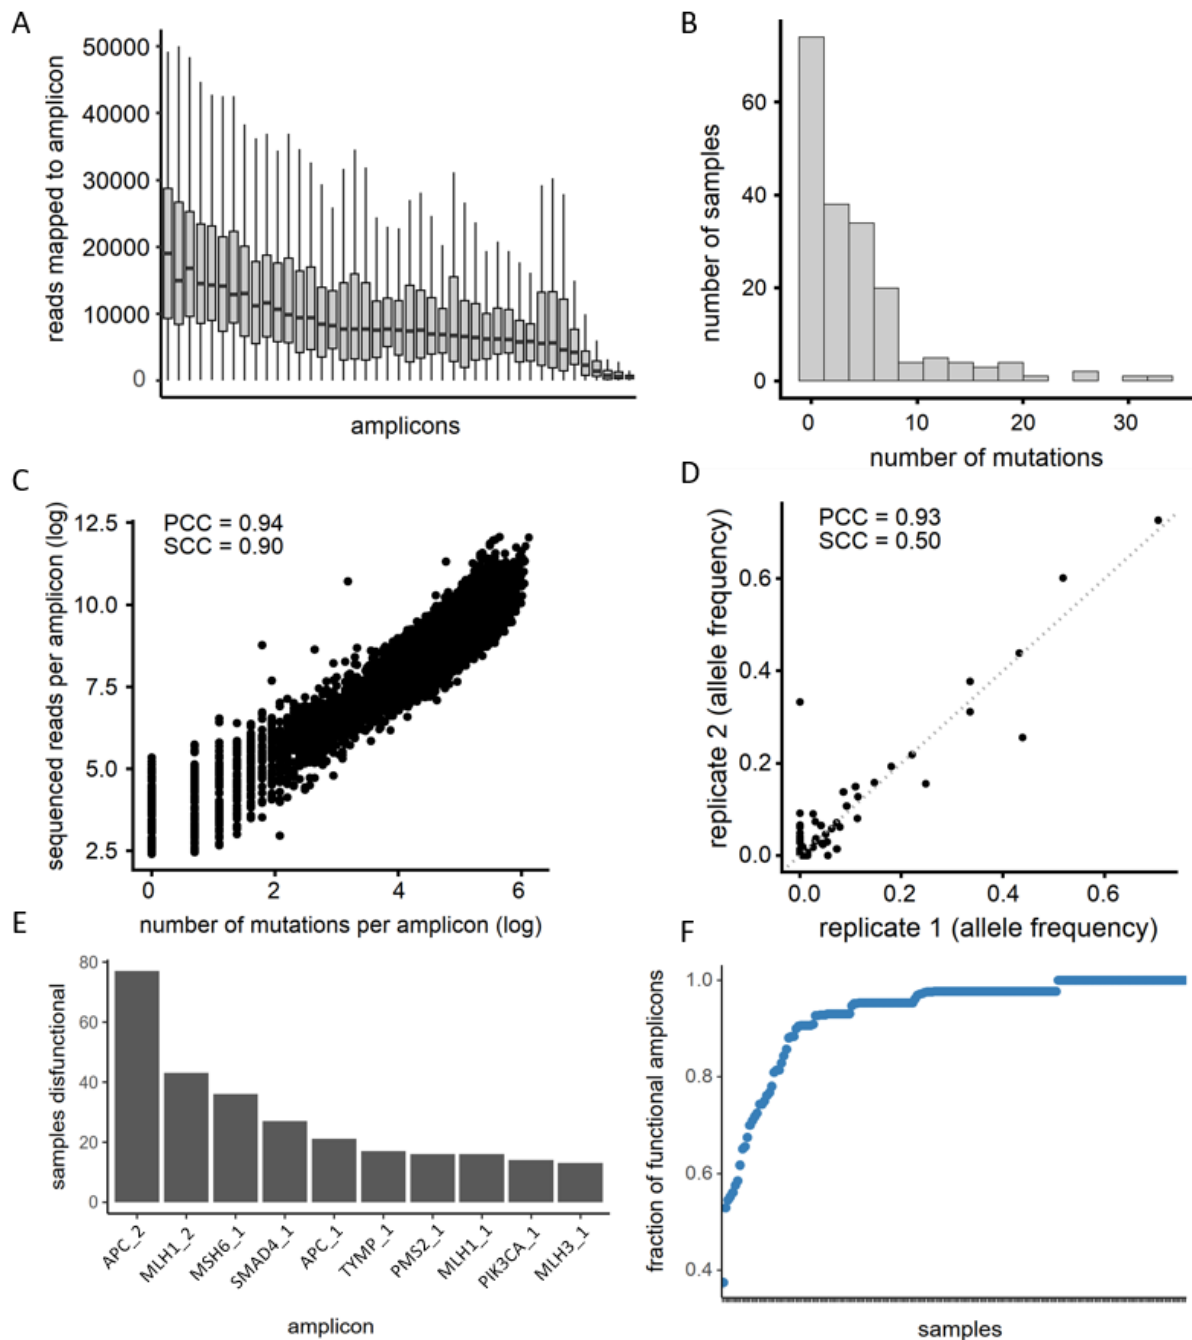 A
reads mapped to amplicon
50000
40000
30000
20000
10000
0
amplicons
B
number of samples
60
40
20
0
0 10 20 30
number of mutations
C
sequenced reads per amplicon (log)
12.5
10.0
7.5
5.0
2.5
PCC = 0.94
SCC = 0.90
0 2 4 6
number of mutations per amplicon (log)
D
replicate 2 (allele frequency)
0.6
0.4
0.2
0.0
PCC = 0.93
SCC = 0.50
0.0 0.2 0.4 0.6
replicate 1 (allele frequency)
E
samples disfunctional
80
60
40
20
0
APC_2
MLH1_2
MSH6_1
SMAD4_1
APC_1
TYMP_1
PMS2_1
MLH1_1
PIK3CA_1
MLH3_1
amplicon
F
fraction of functional amplicons
1.0
0.8
0.6
0.4
samples